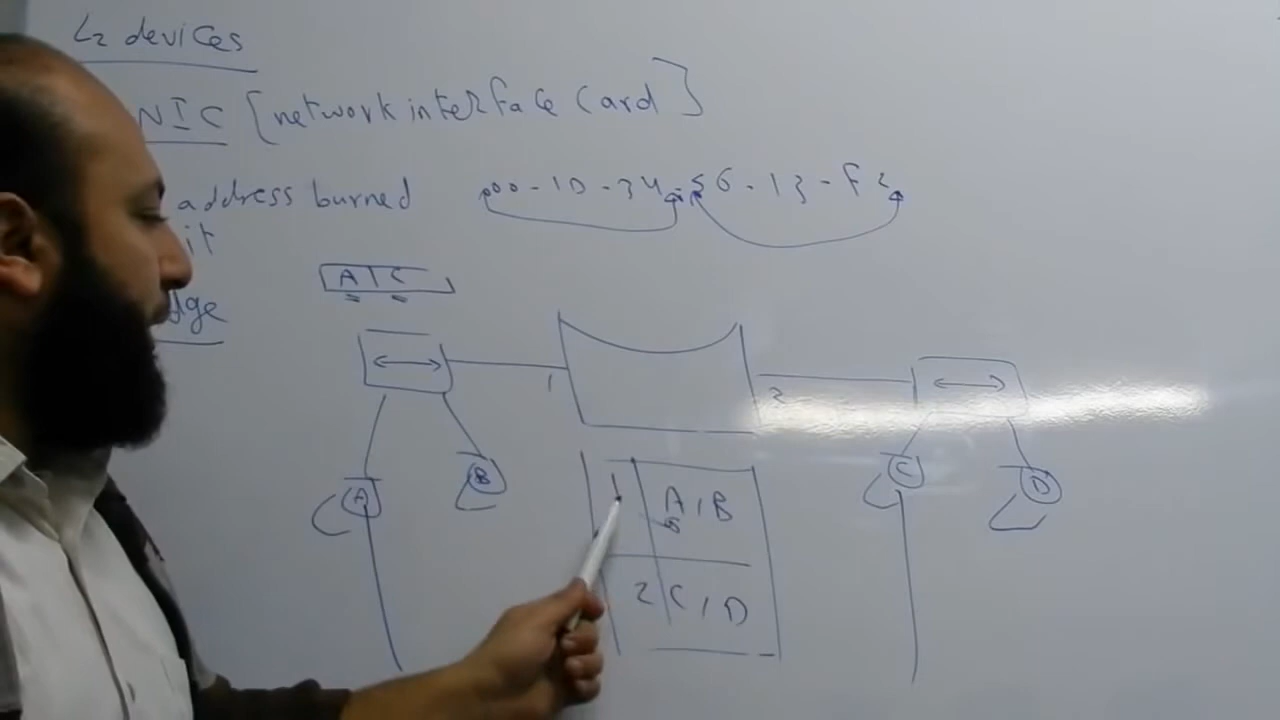 L2 devices
NIC [network interface Card]
address burned 00-10-34-56-13-F2
it
dge
A | C
1 2
A B C D
1 A, B
2 C, D